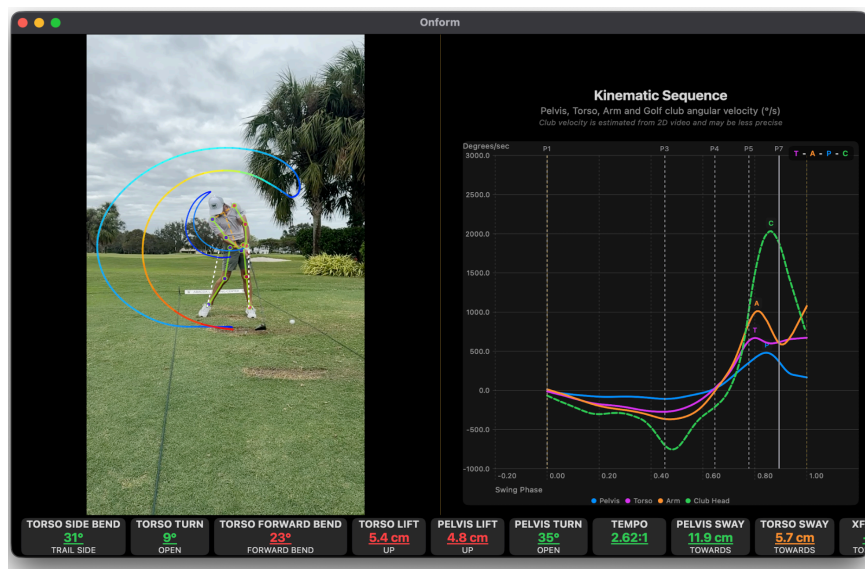 Onform
Kinematic Sequence
Pelvis, Torso, Arm and Golf club angular velocity (°/s)
Club velocity is estimated from 2D video and may be less precise
Degrees/sec
P1 P3 P4 P5 P7
T - A - P - C
3000.0
2500.0
2000.0
1500.0
1000.0
500.0
0.0
-500.0
-1000.0
C
A
T
P
-0.20 0.00 0.20 0.40 0.60 0.80 1.00
Swing Phase
Pelvis Torso Arm Club Head
TORSO SIDE BEND
31°
TRAIL SIDE
TORSO TURN
9°
OPEN
TORSO FORWARD BEND
23°
FORWARD BEND
TORSO LIFT
5.4 cm
UP
PELVIS LIFT
4.8 cm
UP
PELVIS TURN
35°
OPEN
TEMPO
2.62:1
PELVIS SWAY
11.9 cm
TOWARDS
TORSO SWAY
5.7 cm
TOWARDS
XF
TO